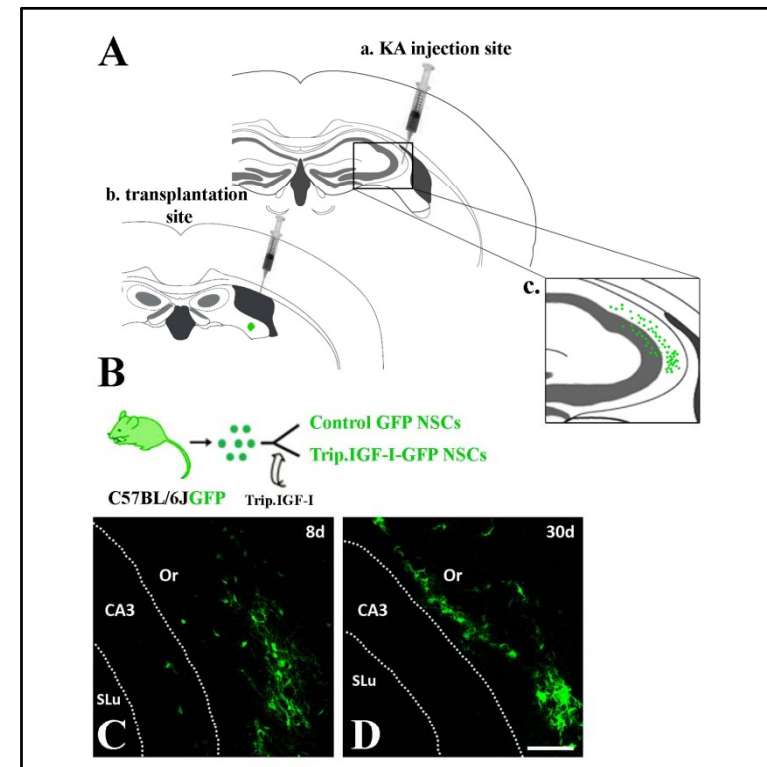 A
a. KA injection site
b. transplantation
site
c.
B
Control GFP NSCs
Trip.IGF-I-GFP NSCs
C57BL/6JGFP
Trip.IGF-I
8d
Or
CA3
SLu
C
30d
Or
CA3
SLu
D